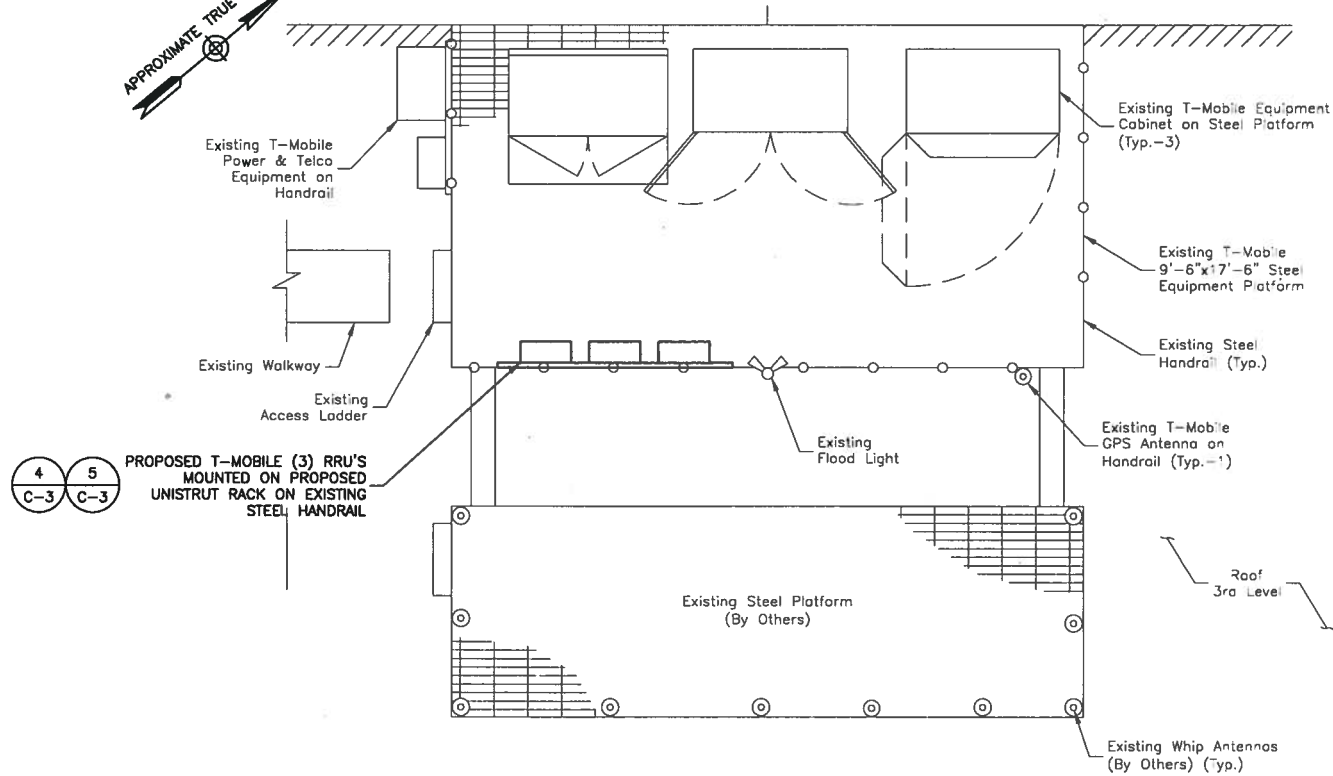 APPROXIMATE TRUE
Existing T-Mobile
Power & Telco
Equipment on
Handrail
Existing T-Mobile Equipment
Cabinet on Steel Platform
(Typ.-3)
Existing T-Mobile
9'-6"x17'-6" Steel
Equipment Platform
Existing Walkway
Existing Steel
Handrail (Typ.)
Existing
Access Ladder
Existing
Flood Light
Existing T-Mobile
GPS Antenna on
Handrail (Typ.-1)
4
C-3
5
C-3
PROPOSED T-MOBILE (3) RRU'S
MOUNTED ON PROPOSED
UNISTRUT RACK ON EXISTING
STEEL HANDRAIL
Existing Steel Platform
(By Others)
Roof
3rd Level
Existing Whip Antennas
(By Others) (Typ.)